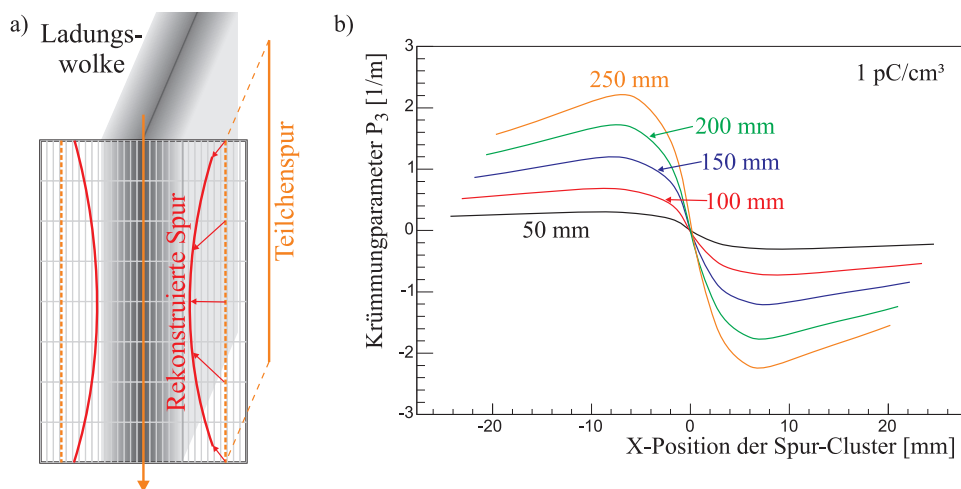 a)
Ladungs-
wolke
Teilchenspur
Rekonstruierte Spur
b)
Krümmungparameter P₃ [1/m]
3
2
1
0
-1
-2
-3
1 pC/cm³
250 mm
200 mm
150 mm
100 mm
50 mm
-20
-10
0
10
20
X-Position der Spur-Cluster [mm]